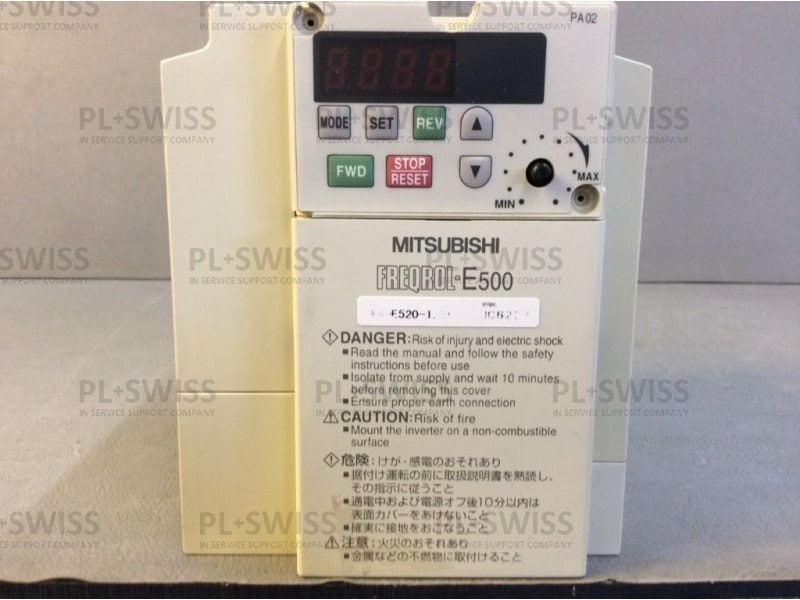 PA02
8888
MODE
SET
REV
FWD
STOP
RESET
MIN
MAX
MITSUBISHI
FREQROL-E500
E520-1.
DANGER: Risk of injury and electric shock
Read the manual and follow the safety
instructions before use
Isolate from supply and wait 10 minutes
before removing this cover
Ensure proper earth connection
CAUTION: Risk of fire
Mount the inverter on a non-combustible
surface
危険:けが・感電のおそれあり
据付け運転の前に取扱説明書を熟読し、
その指示に従うこと
通電中および電源オフ後10分以内は
表面カバーをあけないこと
確実に接地をおこなうこと
注意:火災のおそれあり
金属などの不燃物に取付けること
PL+SWISS
IN SERVICE SUPPORT COMPANY